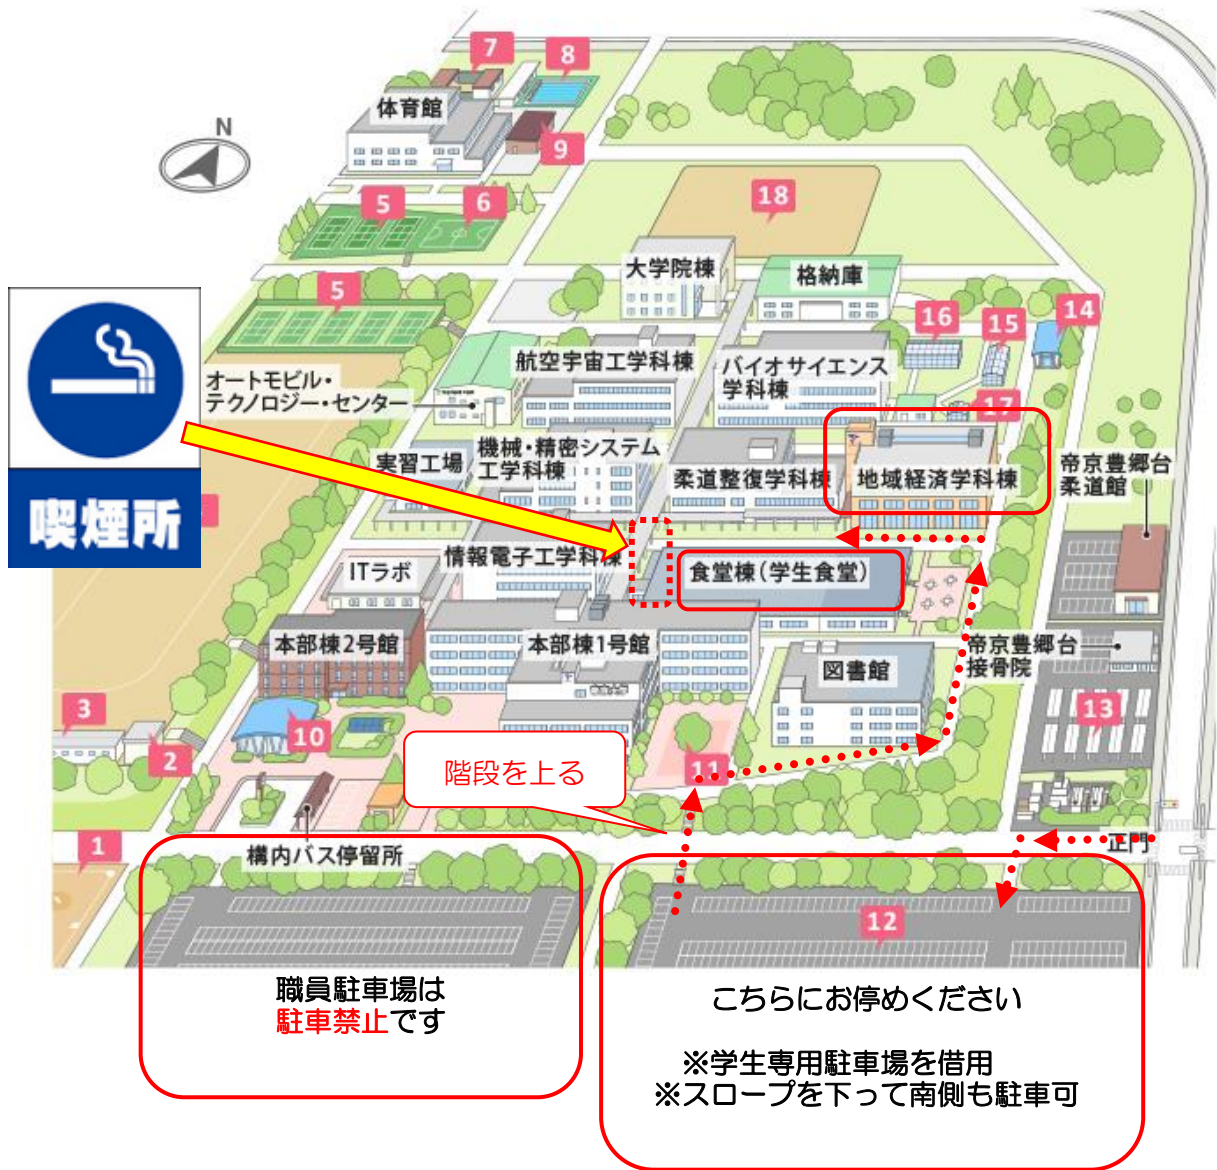 7
8
体育館
N
9
5
6
18
大学院棟
格納庫
5
16
15
14
航空宇宙工学科棟
バイオサイエンス
学科棟
オートモビル・
テクノロジー・センター
17
実習工場
機械・精密システム
工学科棟
柔道整復学科棟
地域経済学科棟
帝京豊郷台
柔道館
喫煙所
情報電子工学科棟
食堂棟(学生食堂)
ITラボ
本部棟2号館
本部棟1号館
図書館
帝京豊郷台
接骨院
3
2
10
11
13
階段を上る
1
構内バス停留所
正門
12
職員駐車場は
駐車禁止です
こちらにお停めください
※学生専用駐車場を借用
※スロープを下って南側も駐車可